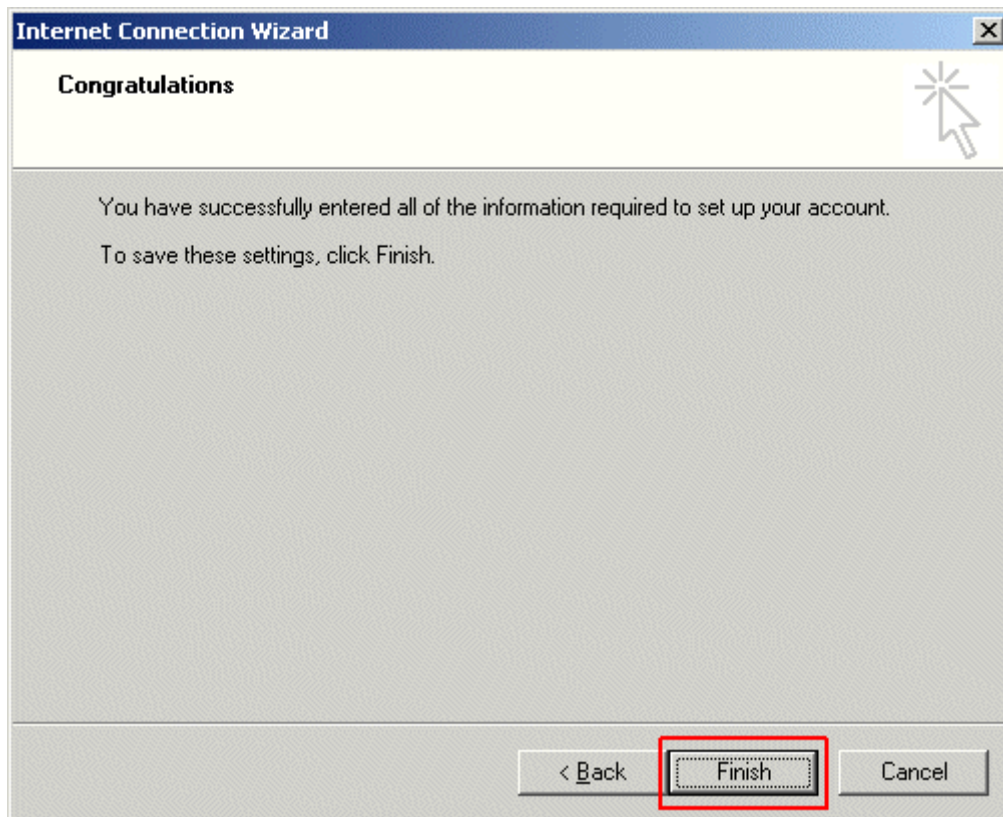 Internet Connection Wizard
Congratulations
You have successfully entered all of the information required to set up your account.
To save these settings, click Finish.
< Back Finish Cancel